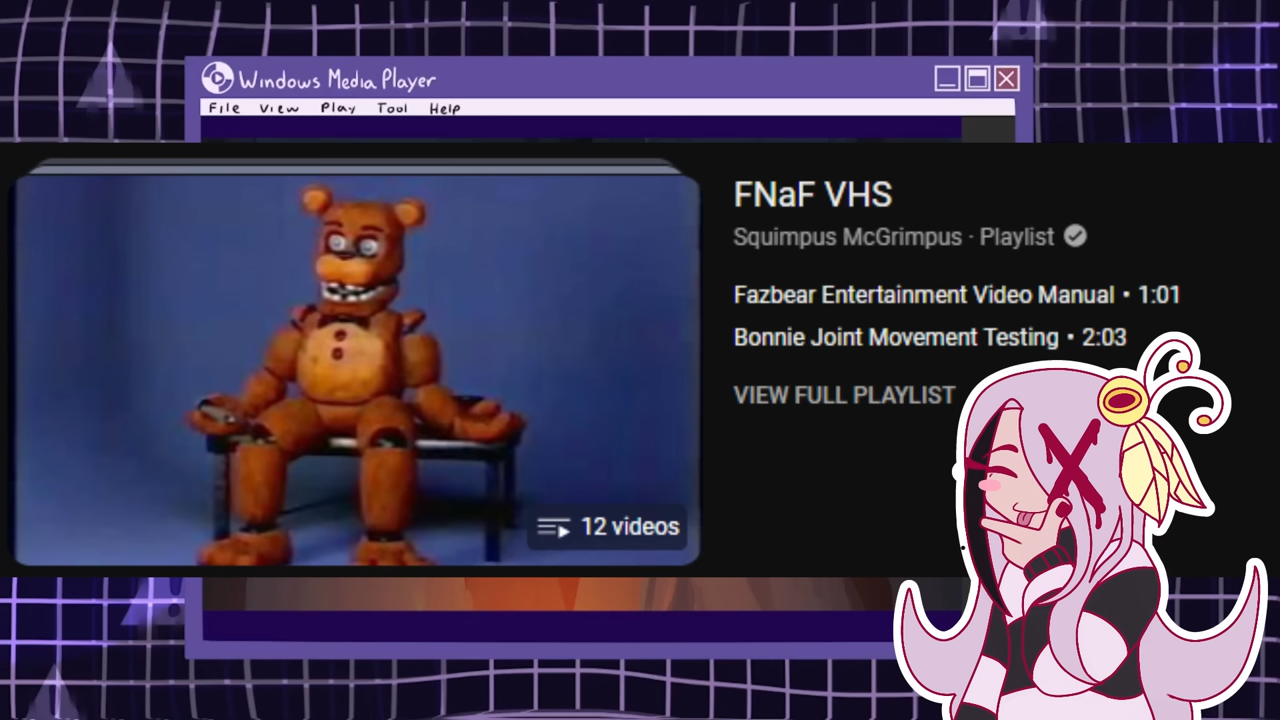 Windows Media Player
File View Play Tool Help
FNaF VHS
Squimpus McGrimpus · Playlist
Fazbear Entertainment Video Manual • 1:01
Bonnie Joint Movement Testing • 2:03
VIEW FULL PLAYLIST
12 videos